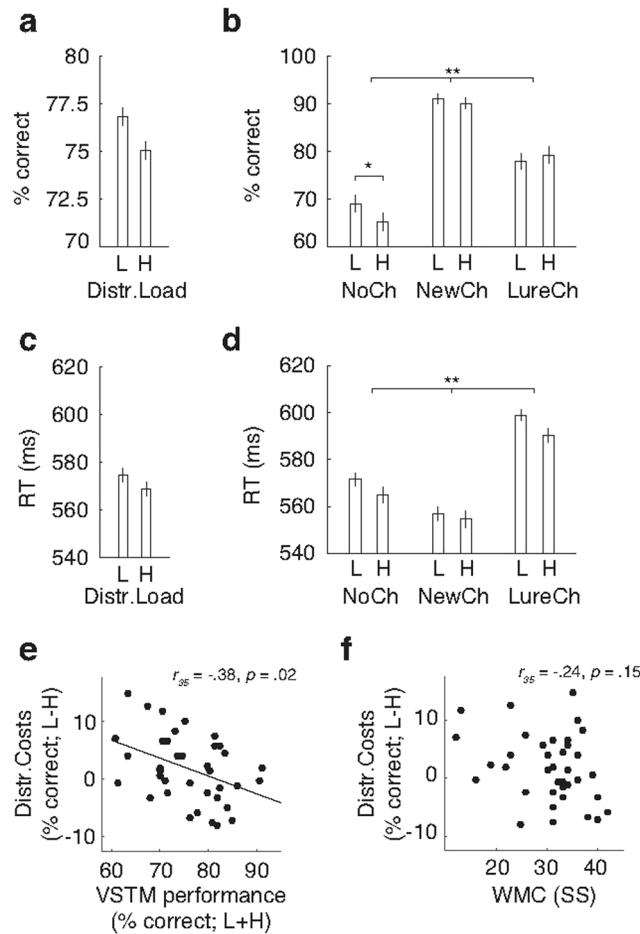 a
80
77.5
75
72.5
70
% correct
L H
Distr.Load
b
100
90
80
70
60
% correct
**
*
L H L H L H
NoCh NewCh LureCh
c
620
600
580
560
540
RT (ms)
L H
Distr.Load
d
620
600
580
560
540
RT (ms)
**
L H L H L H
NoCh NewCh LureCh
e
r35 = -.38, p = .02
Distr.Costs
(% correct; L-H)
10
0
-10
60 70 80 90
VSTM performance
(% correct; L+H)
f
r35 = -.24, p = .15
Distr.Costs
(% correct; L-H)
10
0
-10
20 30 40
WMC (SS)